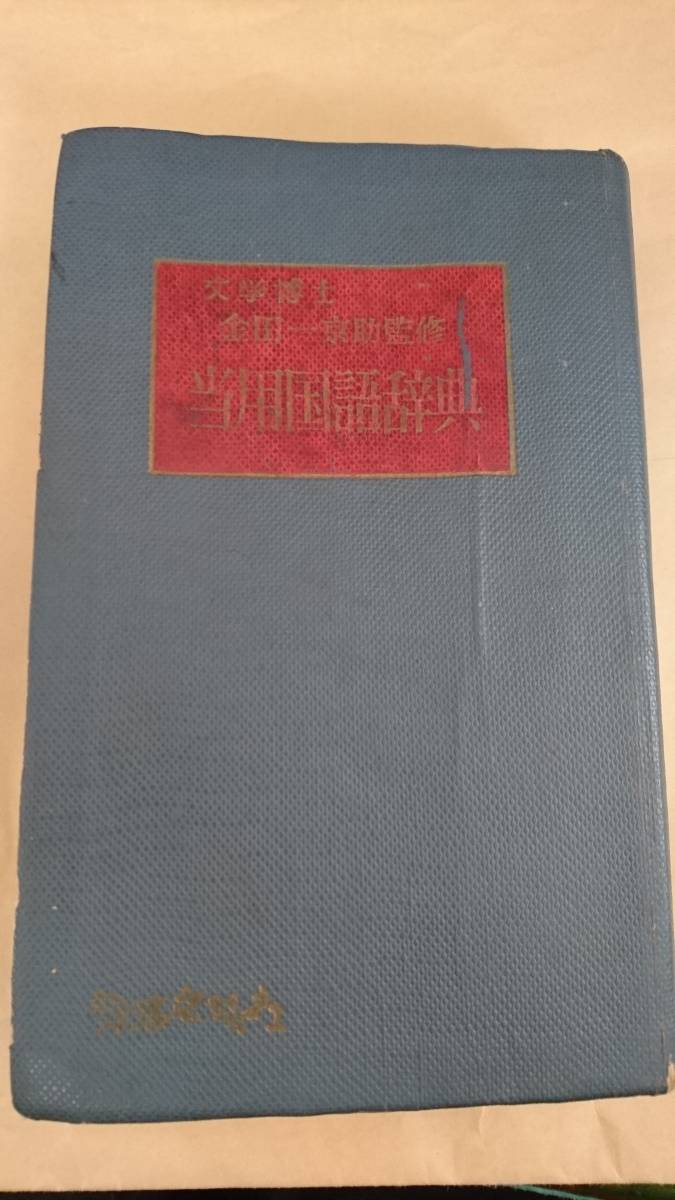 文学博士
金田一京助監修
当用国語辞典